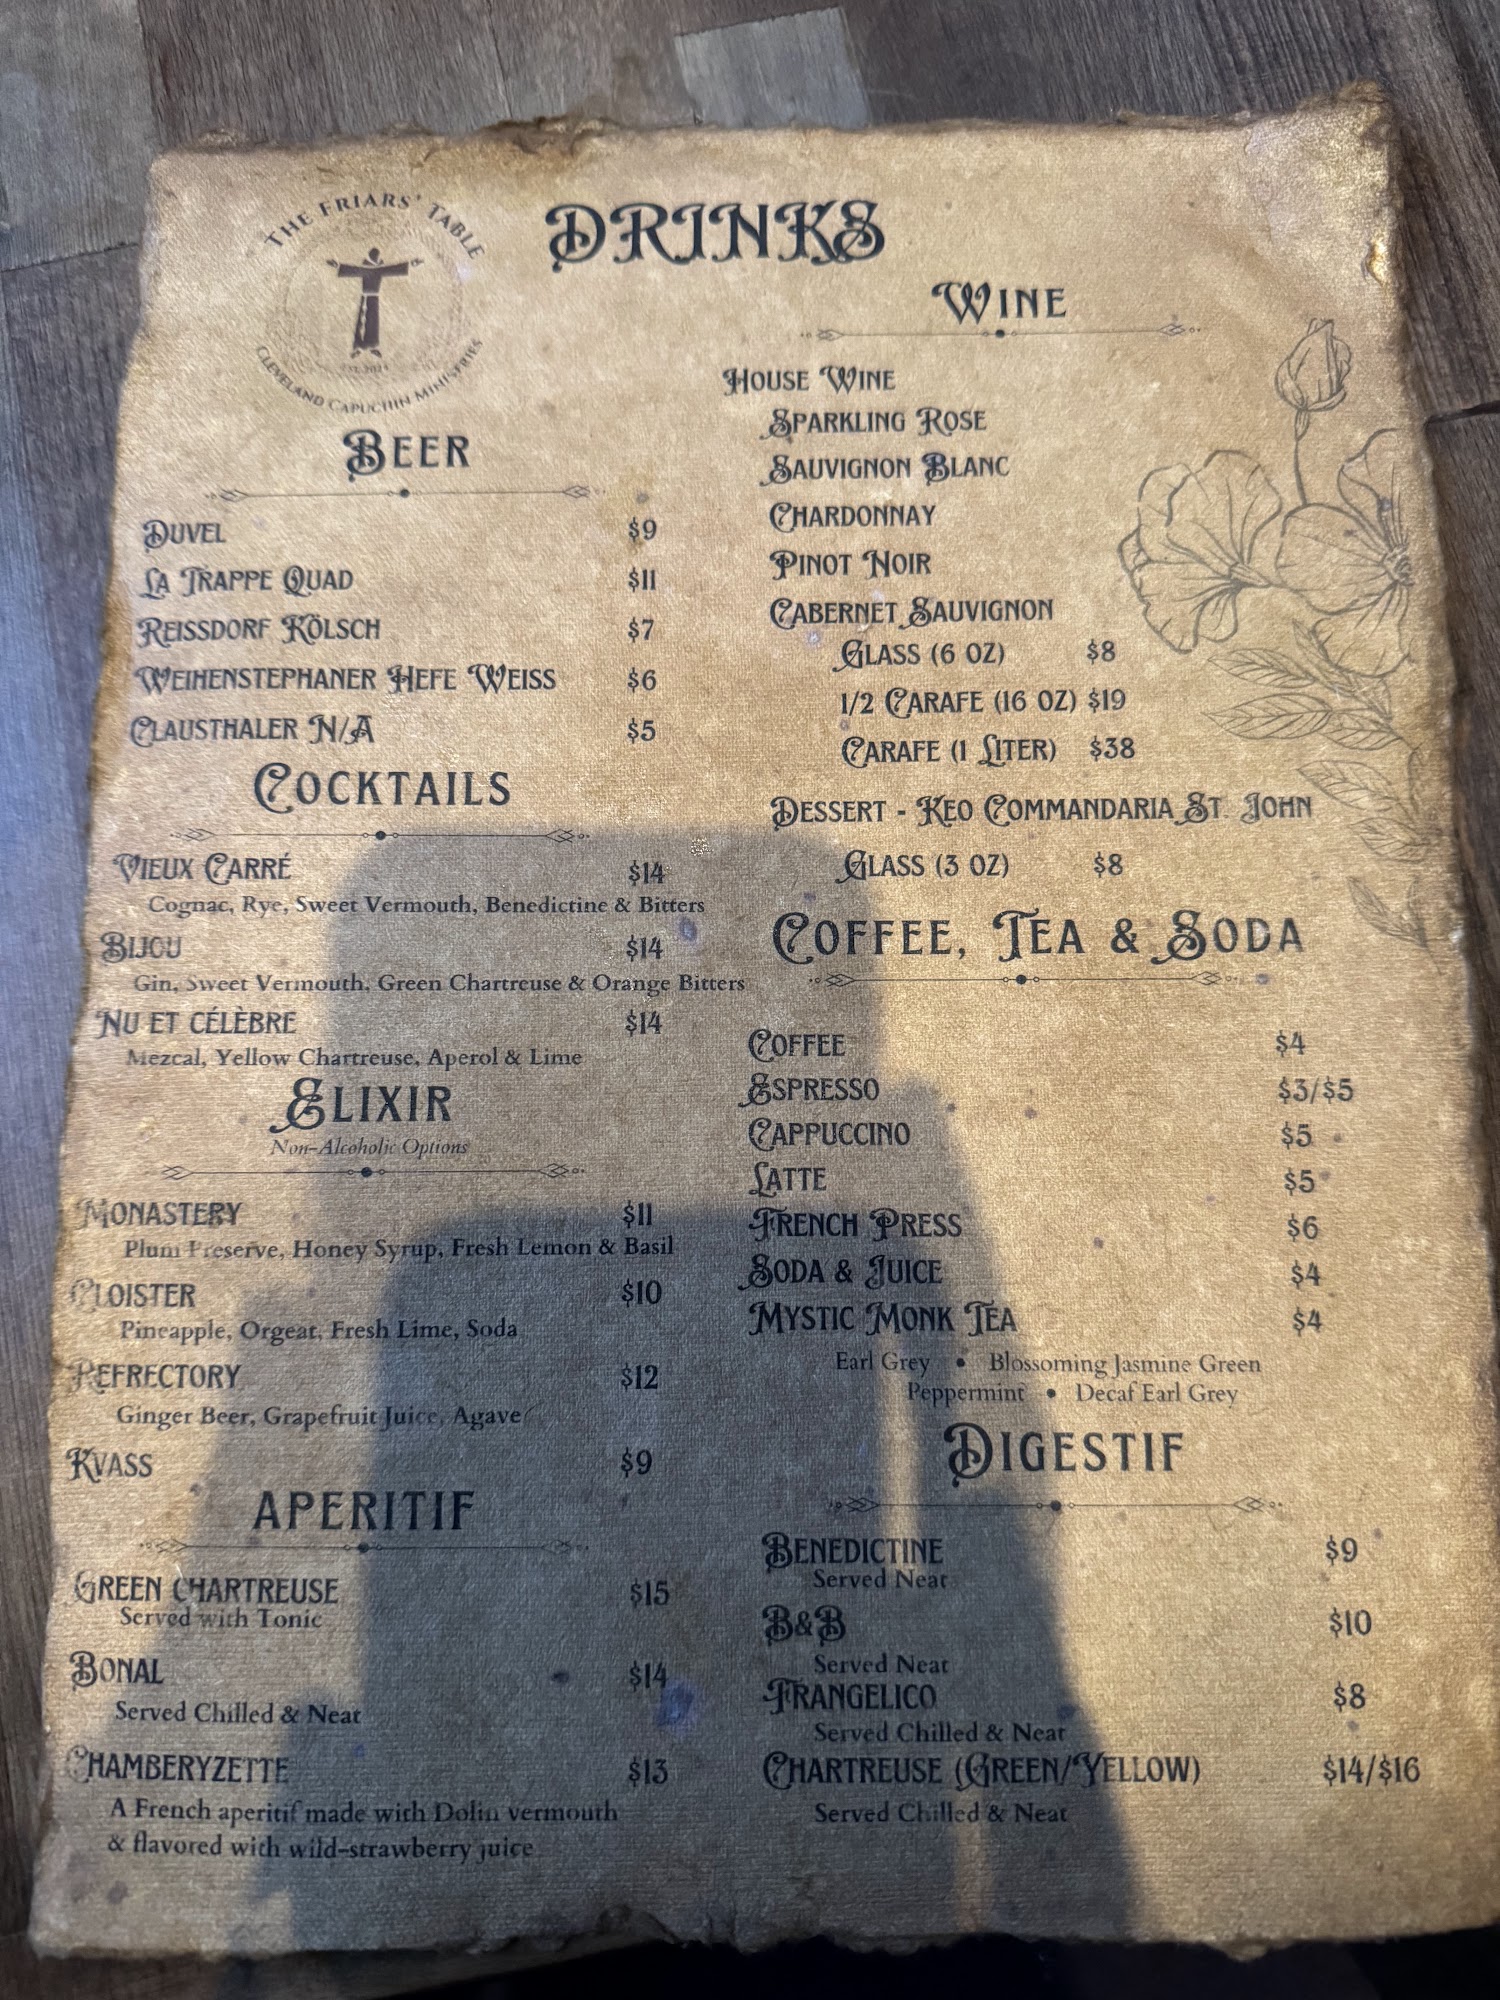 The Friars' Table
Cleveland Capuchin Ministries
Drinks
Beer
Duvel $9
La Trappe Quad $11
Reissdorf Kölsch $7
Weihenstephaner Hefe Weiss $6
Clausthaler N/A $5
Cocktails
Vieux Carré $14
Cognac, Rye, Sweet Vermouth, Benedictine & Bitters
Bijou $14
Gin, Sweet Vermouth, Green Chartreuse & Orange Bitters
Nu et Célèbre $14
Mezcal, Yellow Chartreuse, Aperol & Lime
Elixir
Non-Alcoholic Options
Monastery $11
Plum Preserve, Honey Syrup, Fresh Lemon & Basil
Cloister $10
Pineapple, Orgeat, Fresh Lime, Soda
Refrectory $12
Ginger Beer, Grapefruit Juice, Agave
Kvass $9
APERITIF
Green Chartreuse $15
Served with Tonic
Bonal $14
Served Chilled & Neat
Chamberyzette $13
A French aperitif made with Dolin vermouth
& flavored with wild-strawberry juice
Wine
House Wine
Sparkling Rose
Sauvignon Blanc
Chardonnay
Pinot Noir
Cabernet Sauvignon
Glass (6 oz) $8
1/2 Carafe (16 oz) $19
Carafe (1 Liter) $38
Dessert - Keo Commandaria St. John
Glass (3 oz) $8
Coffee, Tea & Soda
Coffee $4
Espresso $3/$5
Cappuccino $5
Latte $5
French Press $6
Soda & Juice $4
Mystic Monk Tea $4
Earl Grey • Blossoming Jasmine Green
Peppermint • Decaf Earl Grey
Digestif
Benedictine $9
Served Neat
B&B $10
Served Neat
Frangelico $8
Served Chilled & Neat
Chartreuse (Green/Yellow) $14/$16
Served Chilled & Neat